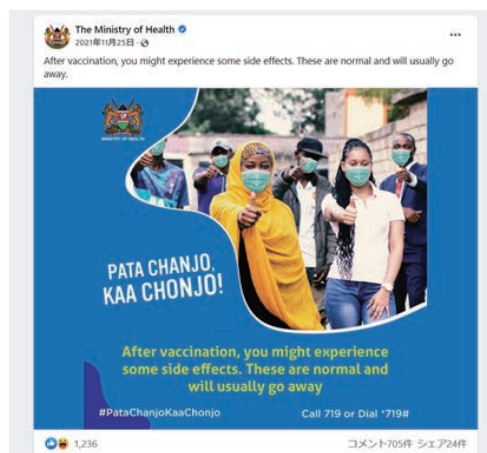 The Ministry of Health
2021年11月25日
After vaccination, you might experience some side effects. These are normal and will usually go
away.
MINISTRY OF HEALTH
PATA CHANJO,
KAA CHONJO!
After vaccination, you might experience
some side effects. These are normal and
will usually go away
#PataChanjoKaaChonjo
Call 719 or Dial *719#
1,236
コメント705件 シェア24件